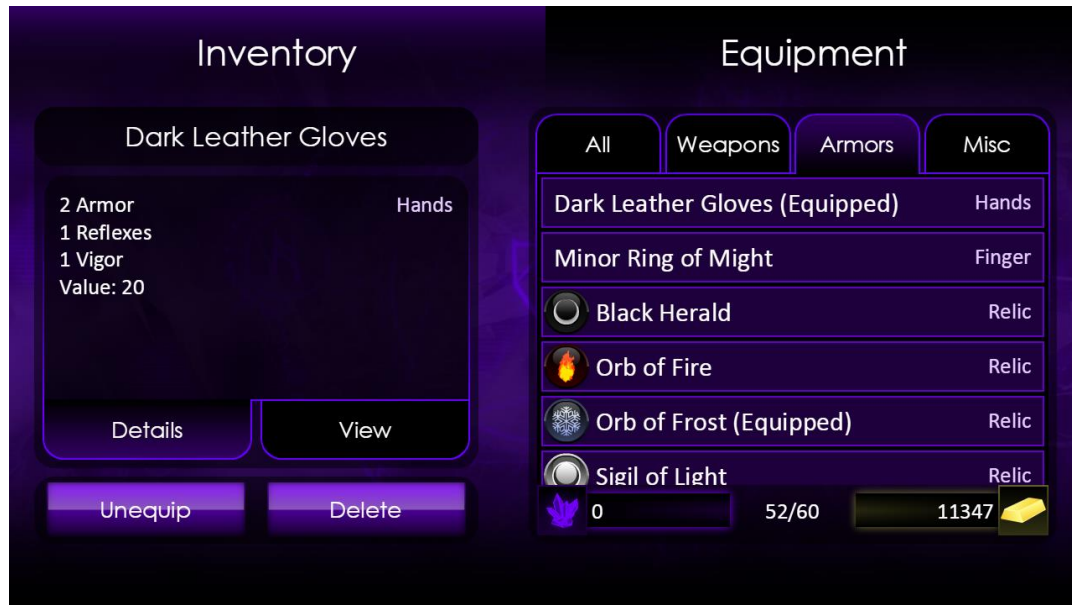 Inventory
Equipment
Dark Leather Gloves
2 Armor
Hands
1 Reflexes
1 Vigor
Value: 20
Details
View
Unequip
Delete
All
Weapons
Armors
Misc
Dark Leather Gloves (Equipped)
Hands
Minor Ring of Might
Finger
Black Herald
Relic
Orb of Fire
Relic
Orb of Frost (Equipped)
Relic
Sigil of Light
Relic
0
52/60
11347